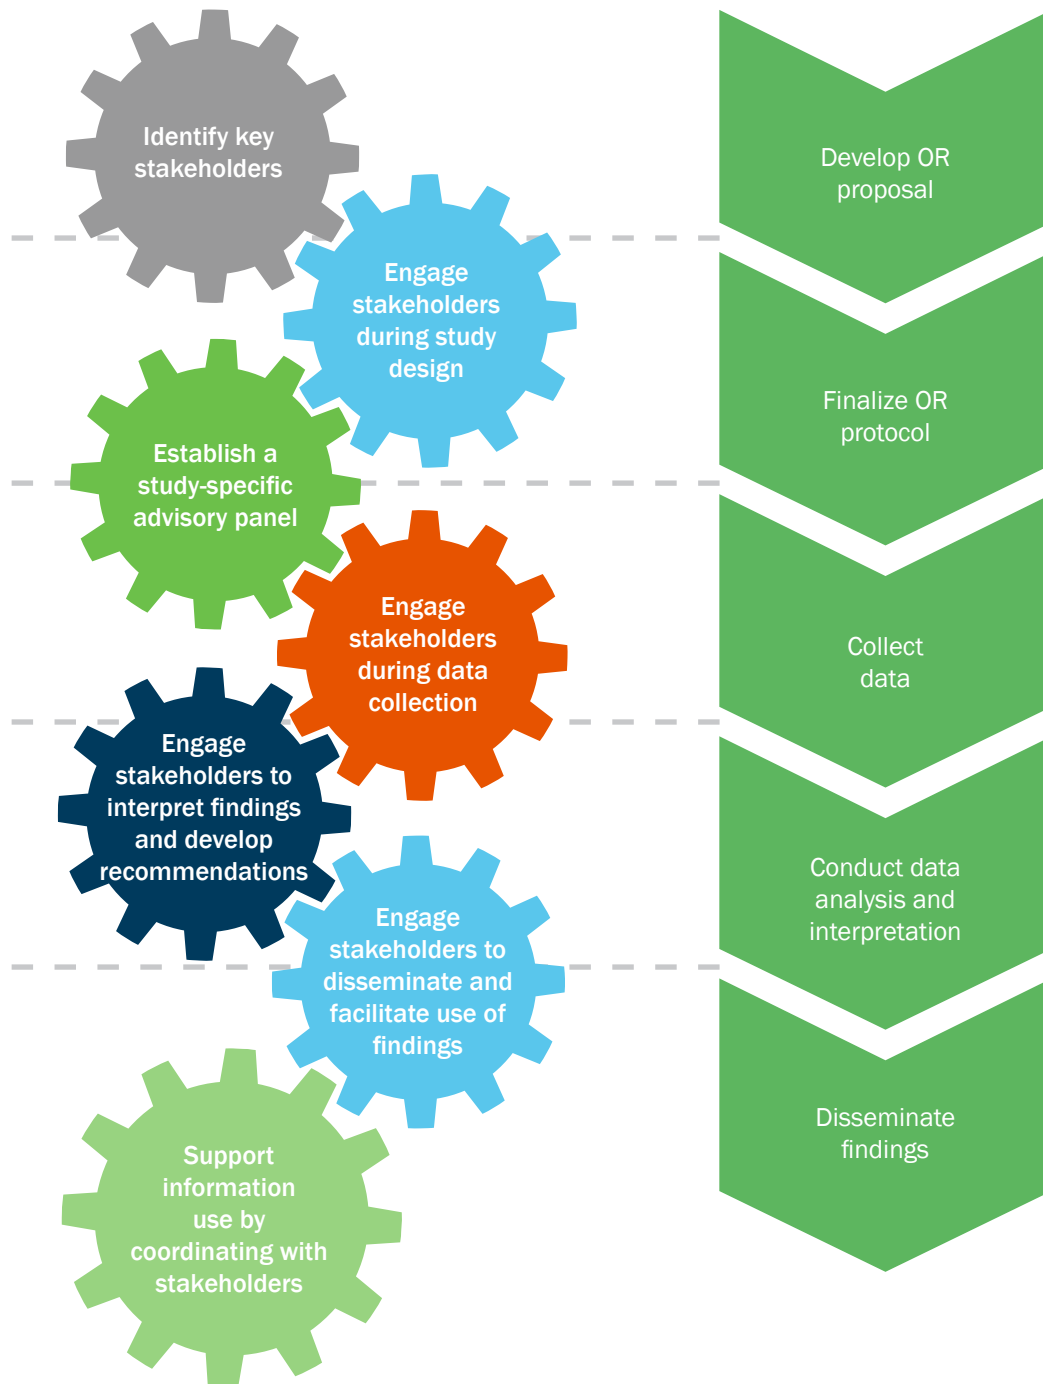 Identify key
stakeholders
Engage
stakeholders
during study
design
Establish a
study-specific
advisory panel
Engage
stakeholders
during data
collection
Engage
stakeholders to
interpret findings
and develop
recommendations
Engage
stakeholders to
disseminate and
facilitate use of
findings
Support
information
use by
coordinating with
stakeholders
Develop OR
proposal
Finalize OR
protocol
Collect
data
Conduct data
analysis and
interpretation
Disseminate
findings